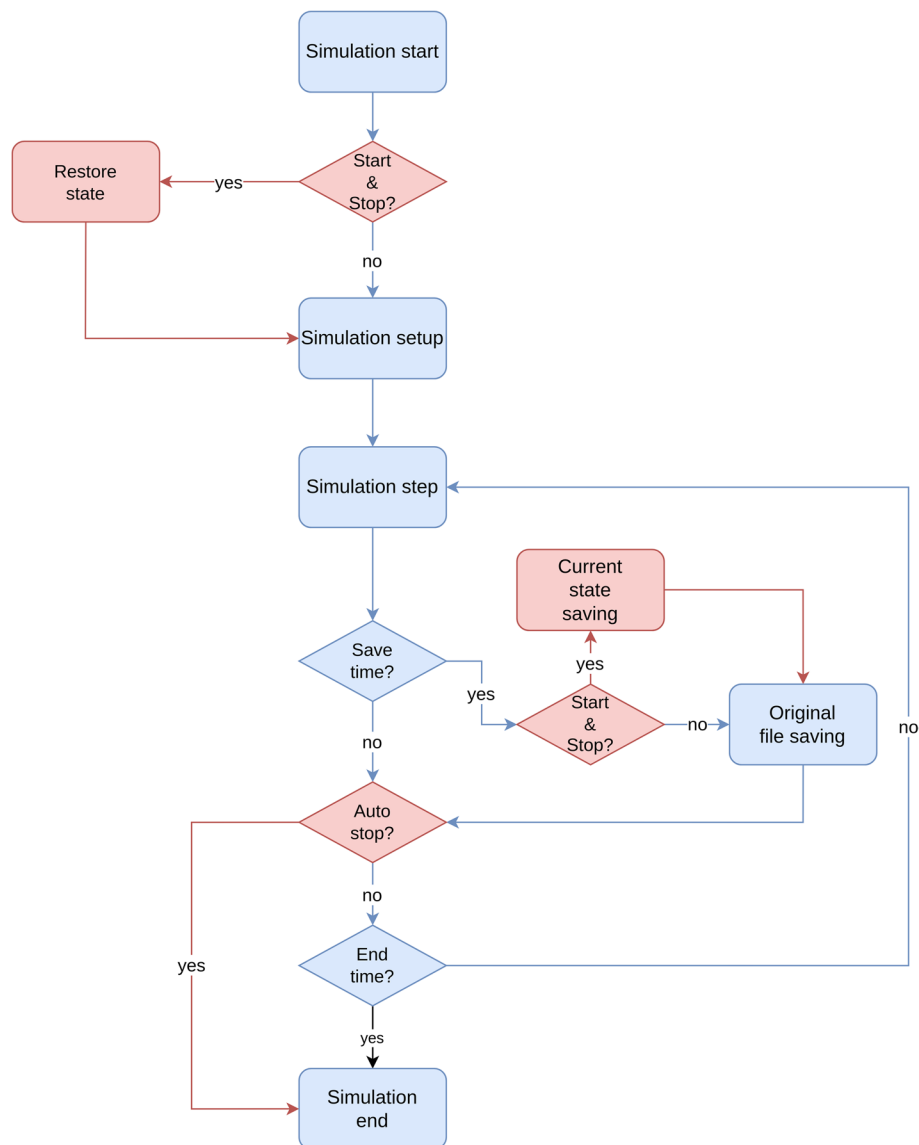 Simulation start
Start
&
Stop?
yes
Restore
state
no
Simulation setup
Simulation step
Current
state
saving
Save
time?
yes
yes
Start
&
Stop?
no
Original
file saving
no
no
Auto
stop?
no
yes
End
time?
yes
Simulation
end